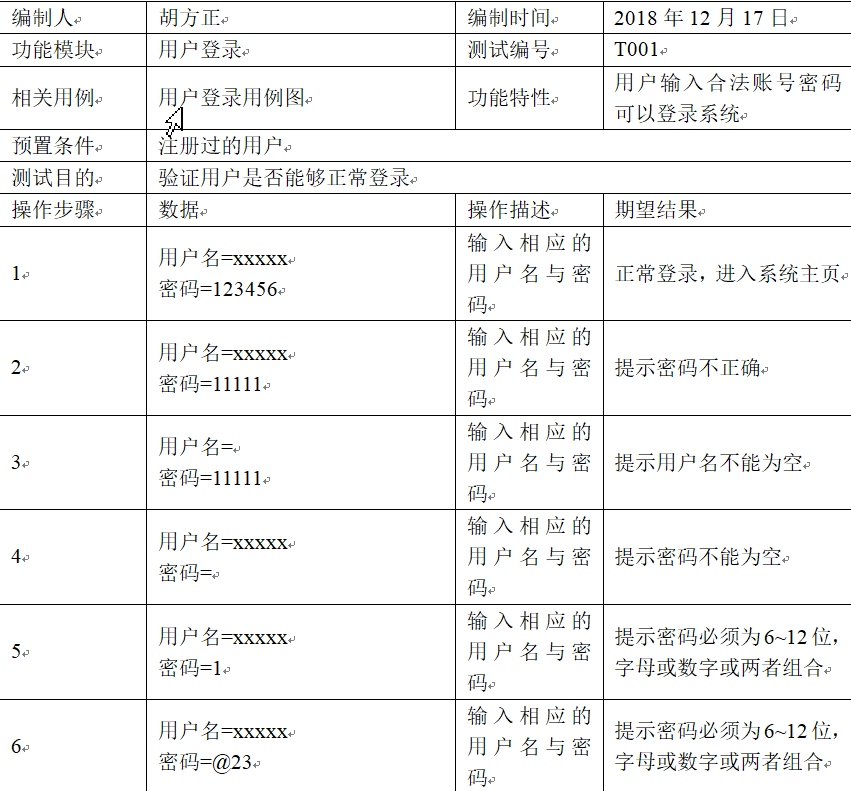 编制人 胡方正 编制时间 2018年12月17日
功能模块 用户登录 测试编号 T001
相关用例 用户登录用例图 功能特性 用户输入合法账号密码
可以登录系统
预置条件 注册过的用户
测试目的 验证用户是否能够正常登录
操作步骤 数据 操作描述 期望结果
1
用户名=xxxxx
密码=123456
输入相应的
用户名与密
码
正常登录，进入系统主页
2
用户名=xxxxx
密码=11111
输入相应的
用户名与密
码
提示密码不正确
3
用户名=
密码=11111
输入相应的
用户名与密
码
提示用户名不能为空
4
用户名=xxxxx
密码=
输入相应的
用户名与密
码
提示密码不能为空
5
用户名=xxxxx
密码=1
输入相应的
用户名与密
码
提示密码必须为6~12位，
字母或数字或两者组合
6
用户名=xxxxx
密码=@23
输入相应的
用户名与密
码
提示密码必须为6~12位，
字母或数字或两者组合